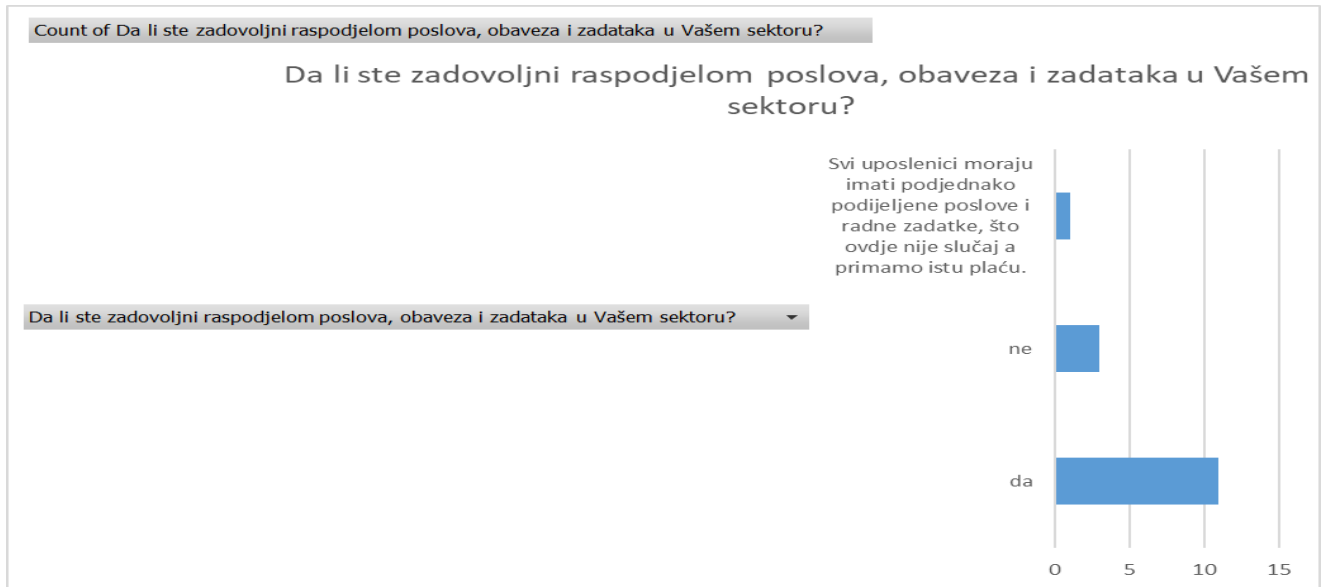 Count of Da li ste zadovoljni raspodjelom poslova, obaveza i zadataka u Vašem sektoru?
Da li ste zadovoljni raspodjelom poslova, obaveza i zadataka u Vašem
sektoru?
Svi uposlenici moraju
imati podjednako
podijeljene poslove i
radne zadatke, što
ovdje nije slučaj a
primamo istu plaću.
Da li ste zadovoljni raspodjelom poslova, obaveza i zadataka u Vašem sektoru?
ne
da
0 5 10 15